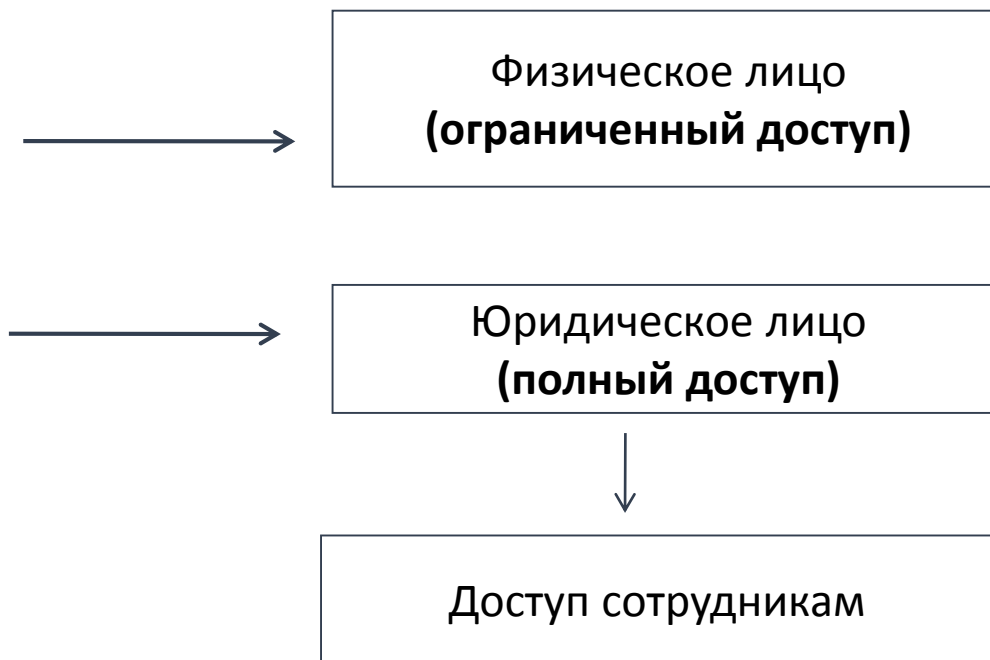 Физическое лицо
(ограниченный доступ)
Юридическое лицо
(полный доступ)
Доступ сотрудникам